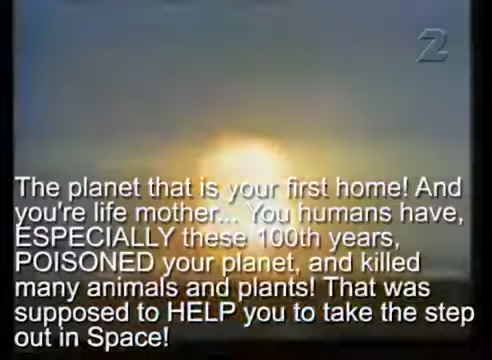 2
The planet that is your first home! And
you're life mother... You humans have,
ESPECIALLY these 100th years,
POISONED your planet, and killed
many animals and plants! That was
supposed to HELP you to take the step
out in Space!